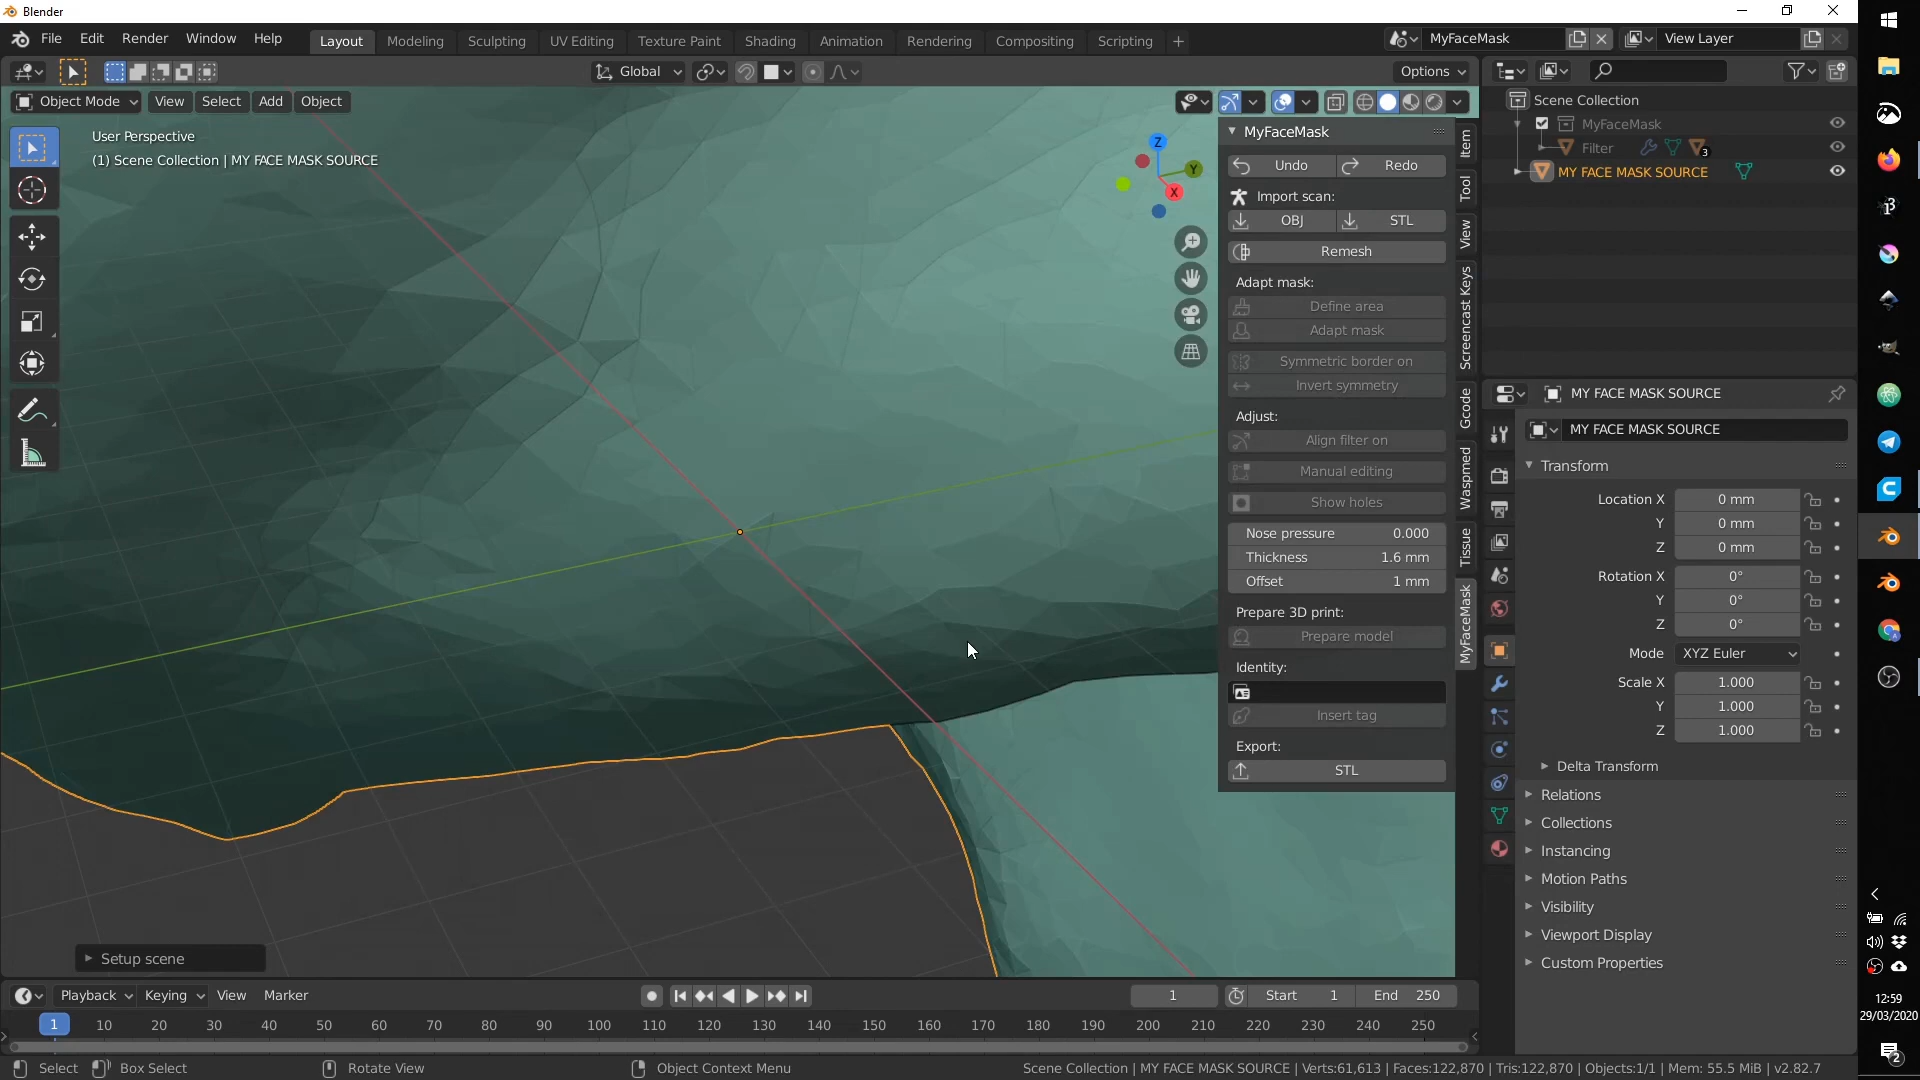 Blender
File Edit Render Window Help Layout Modeling Sculpting UV Editing Texture Paint Shading Animation Rendering Compositing Scripting + MyFaceMask View Layer
Global Options
Object Mode View Select Add Object
User Perspective
(1) Scene Collection | MY FACE MASK SOURCE
Z
Y
X
MyFaceMask
Undo Redo
Import scan:
OBJ STL
Remesh
Adapt mask:
Define area
Adapt mask
Symmetric border on
Invert symmetry
Adjust:
Align filter on
Manual editing
Show holes
Nose pressure 0.000
Thickness 1.6 mm
Offset 1 mm
Prepare 3D print:
Prepare model
Identity:
Insert tag
Export:
STL
Item
Tool
View
Screencast Keys
Gcode
Waspmed
Tissue
MyFaceMask
Scene Collection
MyFaceMask
Filter 3
MY FACE MASK SOURCE
MY FACE MASK SOURCE
MY FACE MASK SOURCE
Transform
Location X 0 mm
Y 0 mm
Z 0 mm
Rotation X 0°
Y 0°
Z 0°
Mode XYZ Euler
Scale X 1.000
Y 1.000
Z 1.000
Delta Transform
Relations
Collections
Instancing
Motion Paths
Visibility
Viewport Display
Custom Properties
Setup scene
Playback Keying View Marker 1 Start 1 End 250
1 10 20 30 40 50 60 70 80 90 100 110 120 130 140 150 160 170 180 190 200 210 220 230 240 250
Select Box Select Rotate View Object Context Menu Scene Collection | MY FACE MASK SOURCE | Verts:61,613 | Faces:122,870 | Tris:122,870 | Objects:1/1 | Mem: 55.5 MiB | v2.82.7
12:59
29/03/2020
2